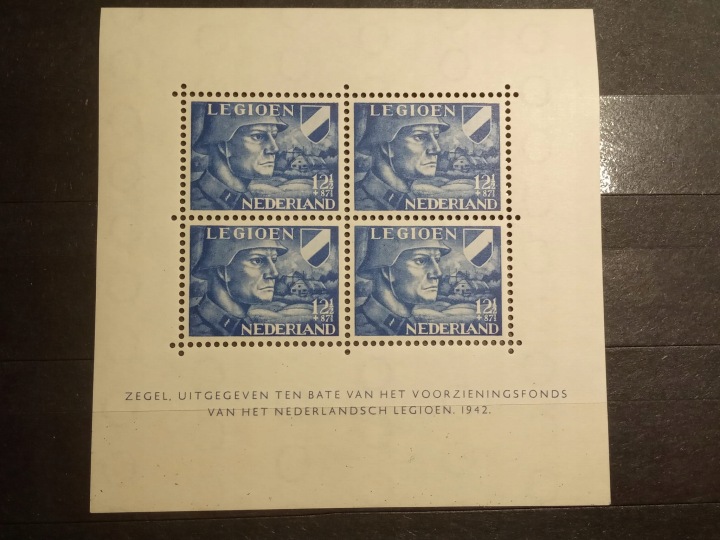 LEGIOEN
12½
+87½
NEDERLAND
LEGIOEN
12½
+87½
NEDERLAND
LEGIOEN
12½
+87½
NEDERLAND
LEGIOEN
12½
+87½
NEDERLAND
ZEGEL, UITGEGEVEN TEN BATE VAN HET VOORZIENINGSFONDS
VAN HET NEDERLANDSCH LEGIOEN. 1942.